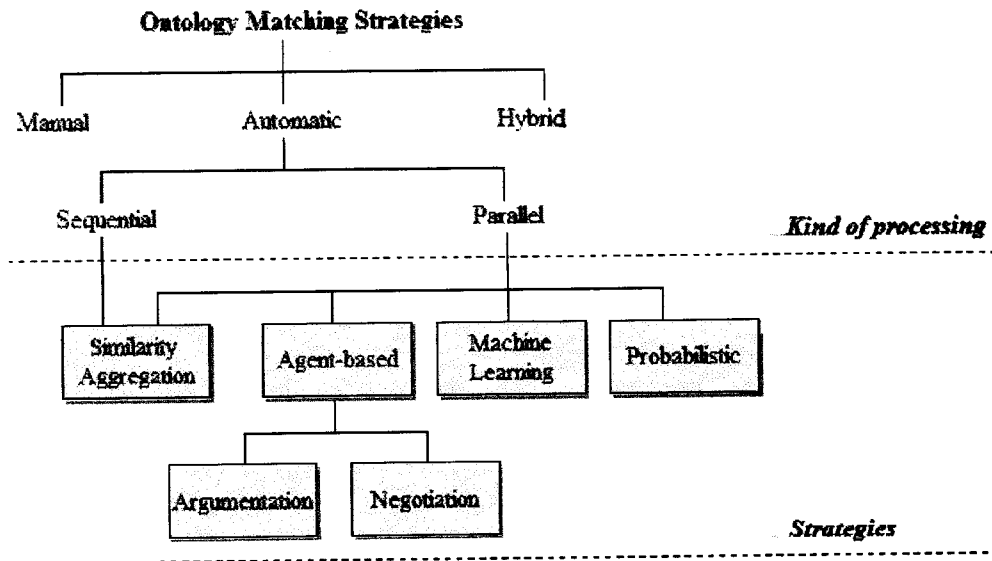 Ontology Matching Strategies
Manual
Automatic
Hybrid
Sequential
Parallel
Kind of processing
Similarity
Aggregation
Agent-based
Machine
Learning
Probabilistic
Argumentation
Negotiation
Strategies